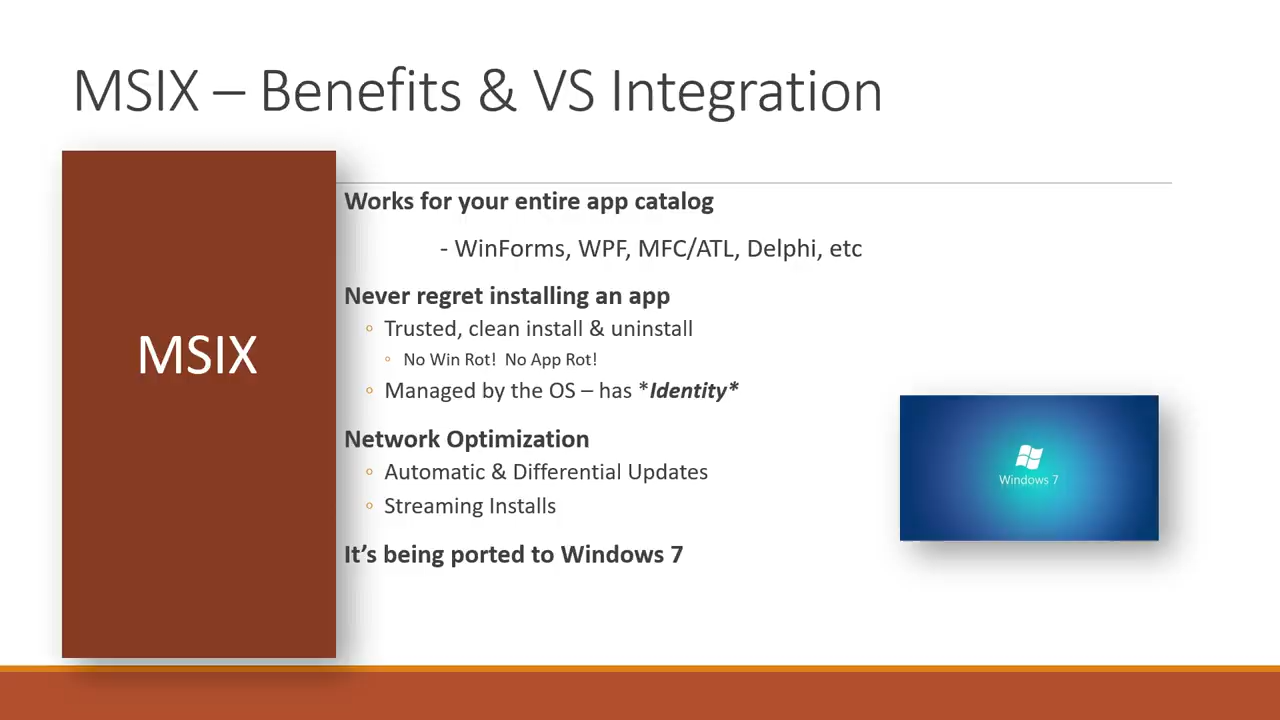 MSIX – Benefits & VS Integration
MSIX
Works for your entire app catalog
- WinForms, WPF, MFC/ATL, Delphi, etc
Never regret installing an app
◦ Trusted, clean install & uninstall
◦ No Win Rot!  No App Rot!
◦ Managed by the OS – has *Identity*
Network Optimization
◦ Automatic & Differential Updates
◦ Streaming Installs
It’s being ported to Windows 7
Windows 7